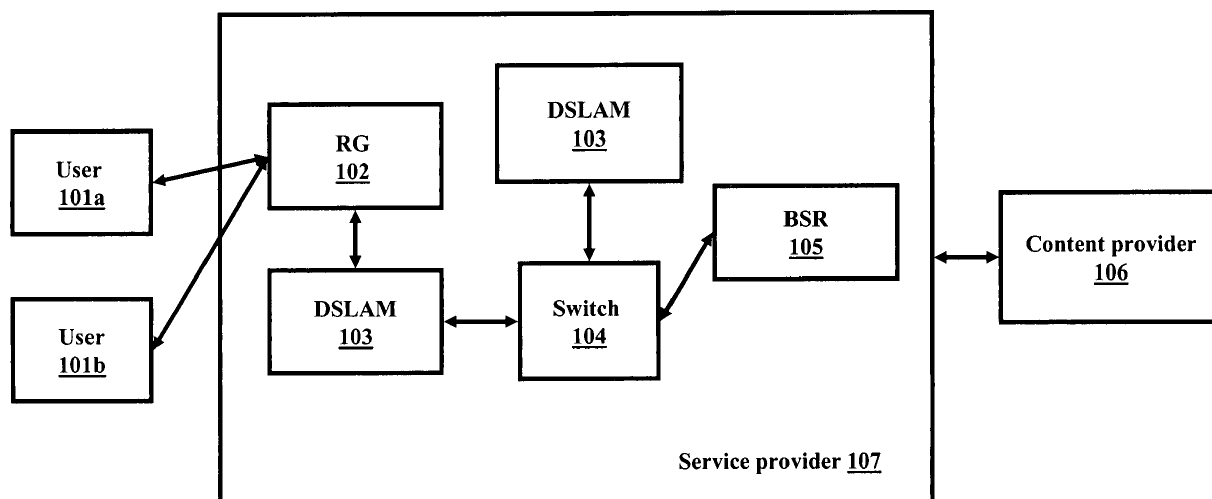 User
101a
User
101b
RG
102
DSLAM
103
DSLAM
103
Switch
104
BSR
105
Content provider
106
Service provider 107